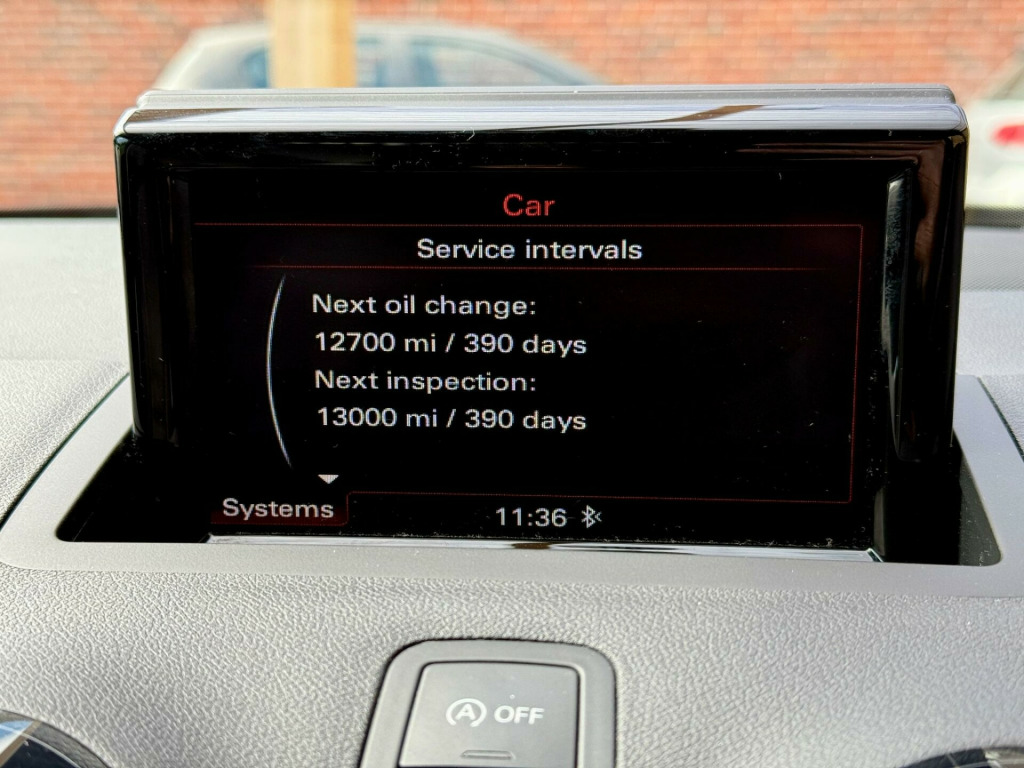 Car
Service intervals
Next oil change:
12700 mi / 390 days
Next inspection:
13000 mi / 390 days
Systems
11:36
A OFF